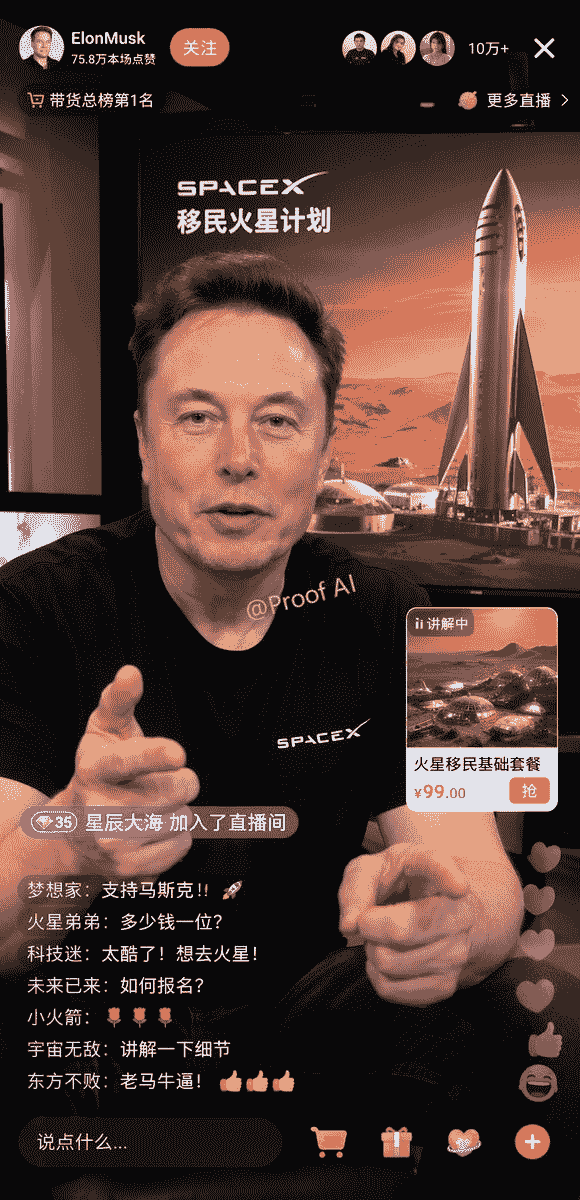 ElonMusk
75.8万本场点赞
关注
10万+
带货总榜第1名
更多直播
SPACEX
移民火星计划
@Proof AI
讲解中
SPACEX
火星移民基础套餐
¥99.00
抢
35 星辰大海 加入了直播间
梦想家：支持马斯克!! 🚀
火星弟弟：多少钱一位？
科技迷：太酷了！想去火星！
未来已来：如何报名？
小火箭：🌹🌹🌹
宇宙无敌：讲解一下细节
东方不败：老马牛逼！👍👍👍
说点什么...